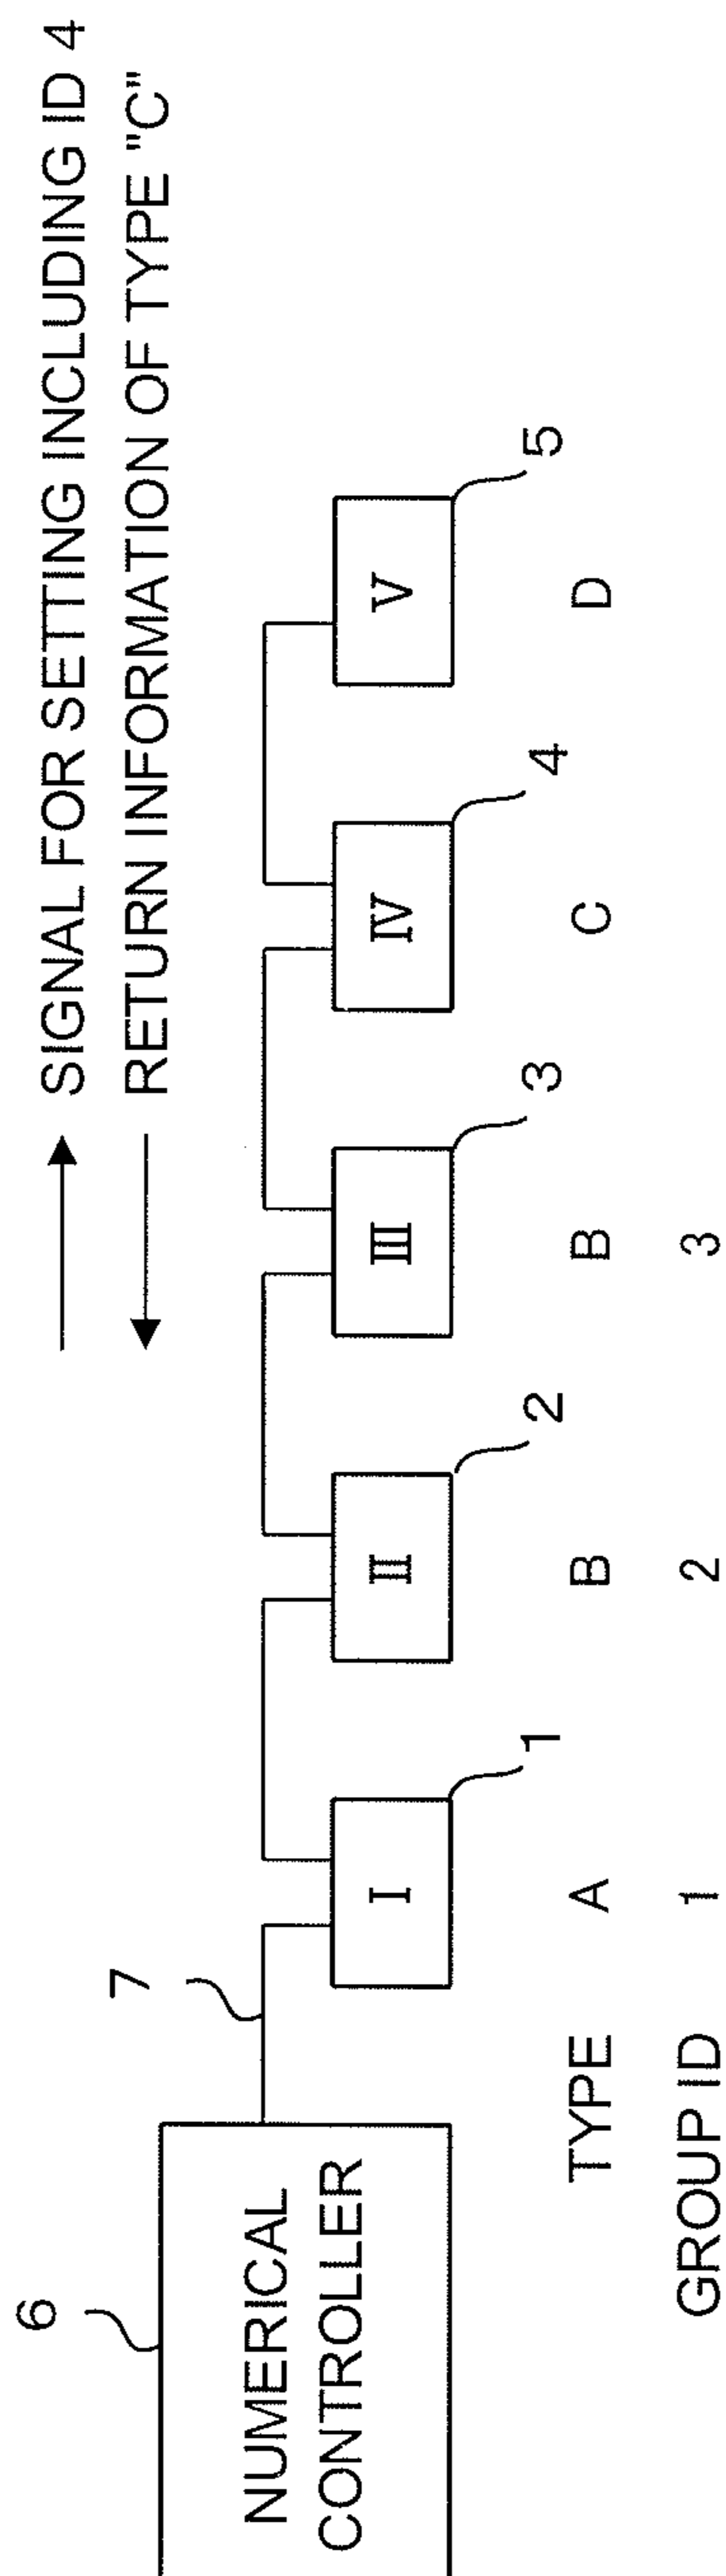 SIGNAL FOR SETTING INCLUDING ID 4
RETURN INFORMATION OF TYPE "C"
6
NUMERICAL
CONTROLLER
7
I
II
III
IV
V
1
2
3
4
5
TYPE A B B C D
GROUP ID 1 2 3